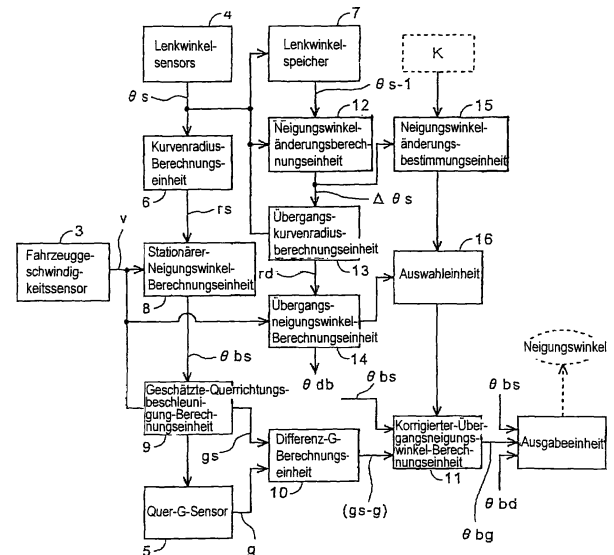 4
7
Lenkwinkel-
sensors
Lenkwinkel-
speicher
K
θ s
θ s-1
12
15
Kurvenradius-
Berechnungs-
einheit
Neigungswinkel-
änderungsberech-
nungseinheit
Neigungswinkel-
änderungs-
bestimmungseinheit
6
Δ θ s
rs
3
v
Übergangs-
kurvenradius-
berechnungseinheit
16
Fahrzeugge-
schwindig-
keitssensor
Stationärer-
Neigungswinkel-
Berechnungseinheit
rd
13
Auswahleinheit
8
Übergangs-
neigungswinkel-
Berechnungseinheit
14
Neigungswinkel
θ bs
θ db
θ bs
θ bs
Geschätzte-Querrichtungs-
beschleuni-
gung-Berech-
nungseinheit
9
gs
Differenz-G-
Berechnungs-
einheit
Korrigierter-Über-
gangsneigungs-
winkel-Berech-
nungseinheit
Ausgabeeinheit
10
(gs-g)
11
θ bd
θ bg
Quer-G-Sensor
5
g